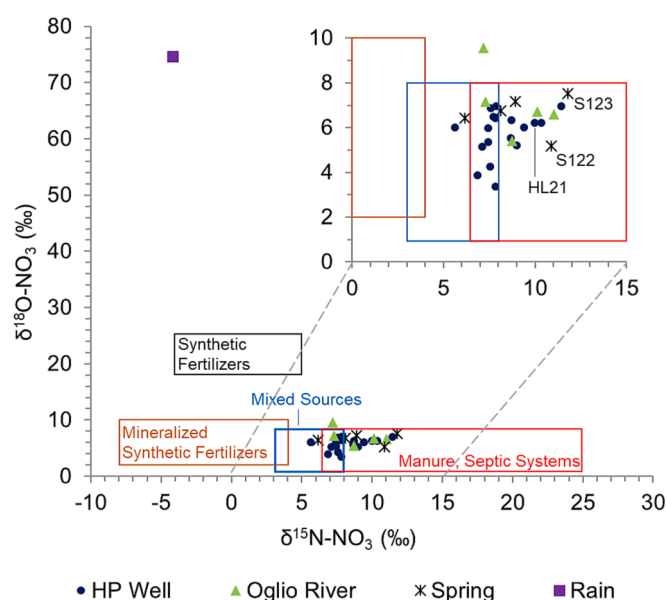 80
70
60
50
40
30
20
10
0
δ¹⁸O-NO₃ (‰)
10
8
6
4
2
0
S123
S122
HL21
0
5
10
15
Synthetic
Fertilizers
Mixed Sources
Mineralized
Synthetic Fertilizers
Manure, Septic Systems
-10
-5
0
5
10
15
20
25
30
δ¹⁵N-NO₃ (‰)
HP Well
Oglio River
Spring
Rain